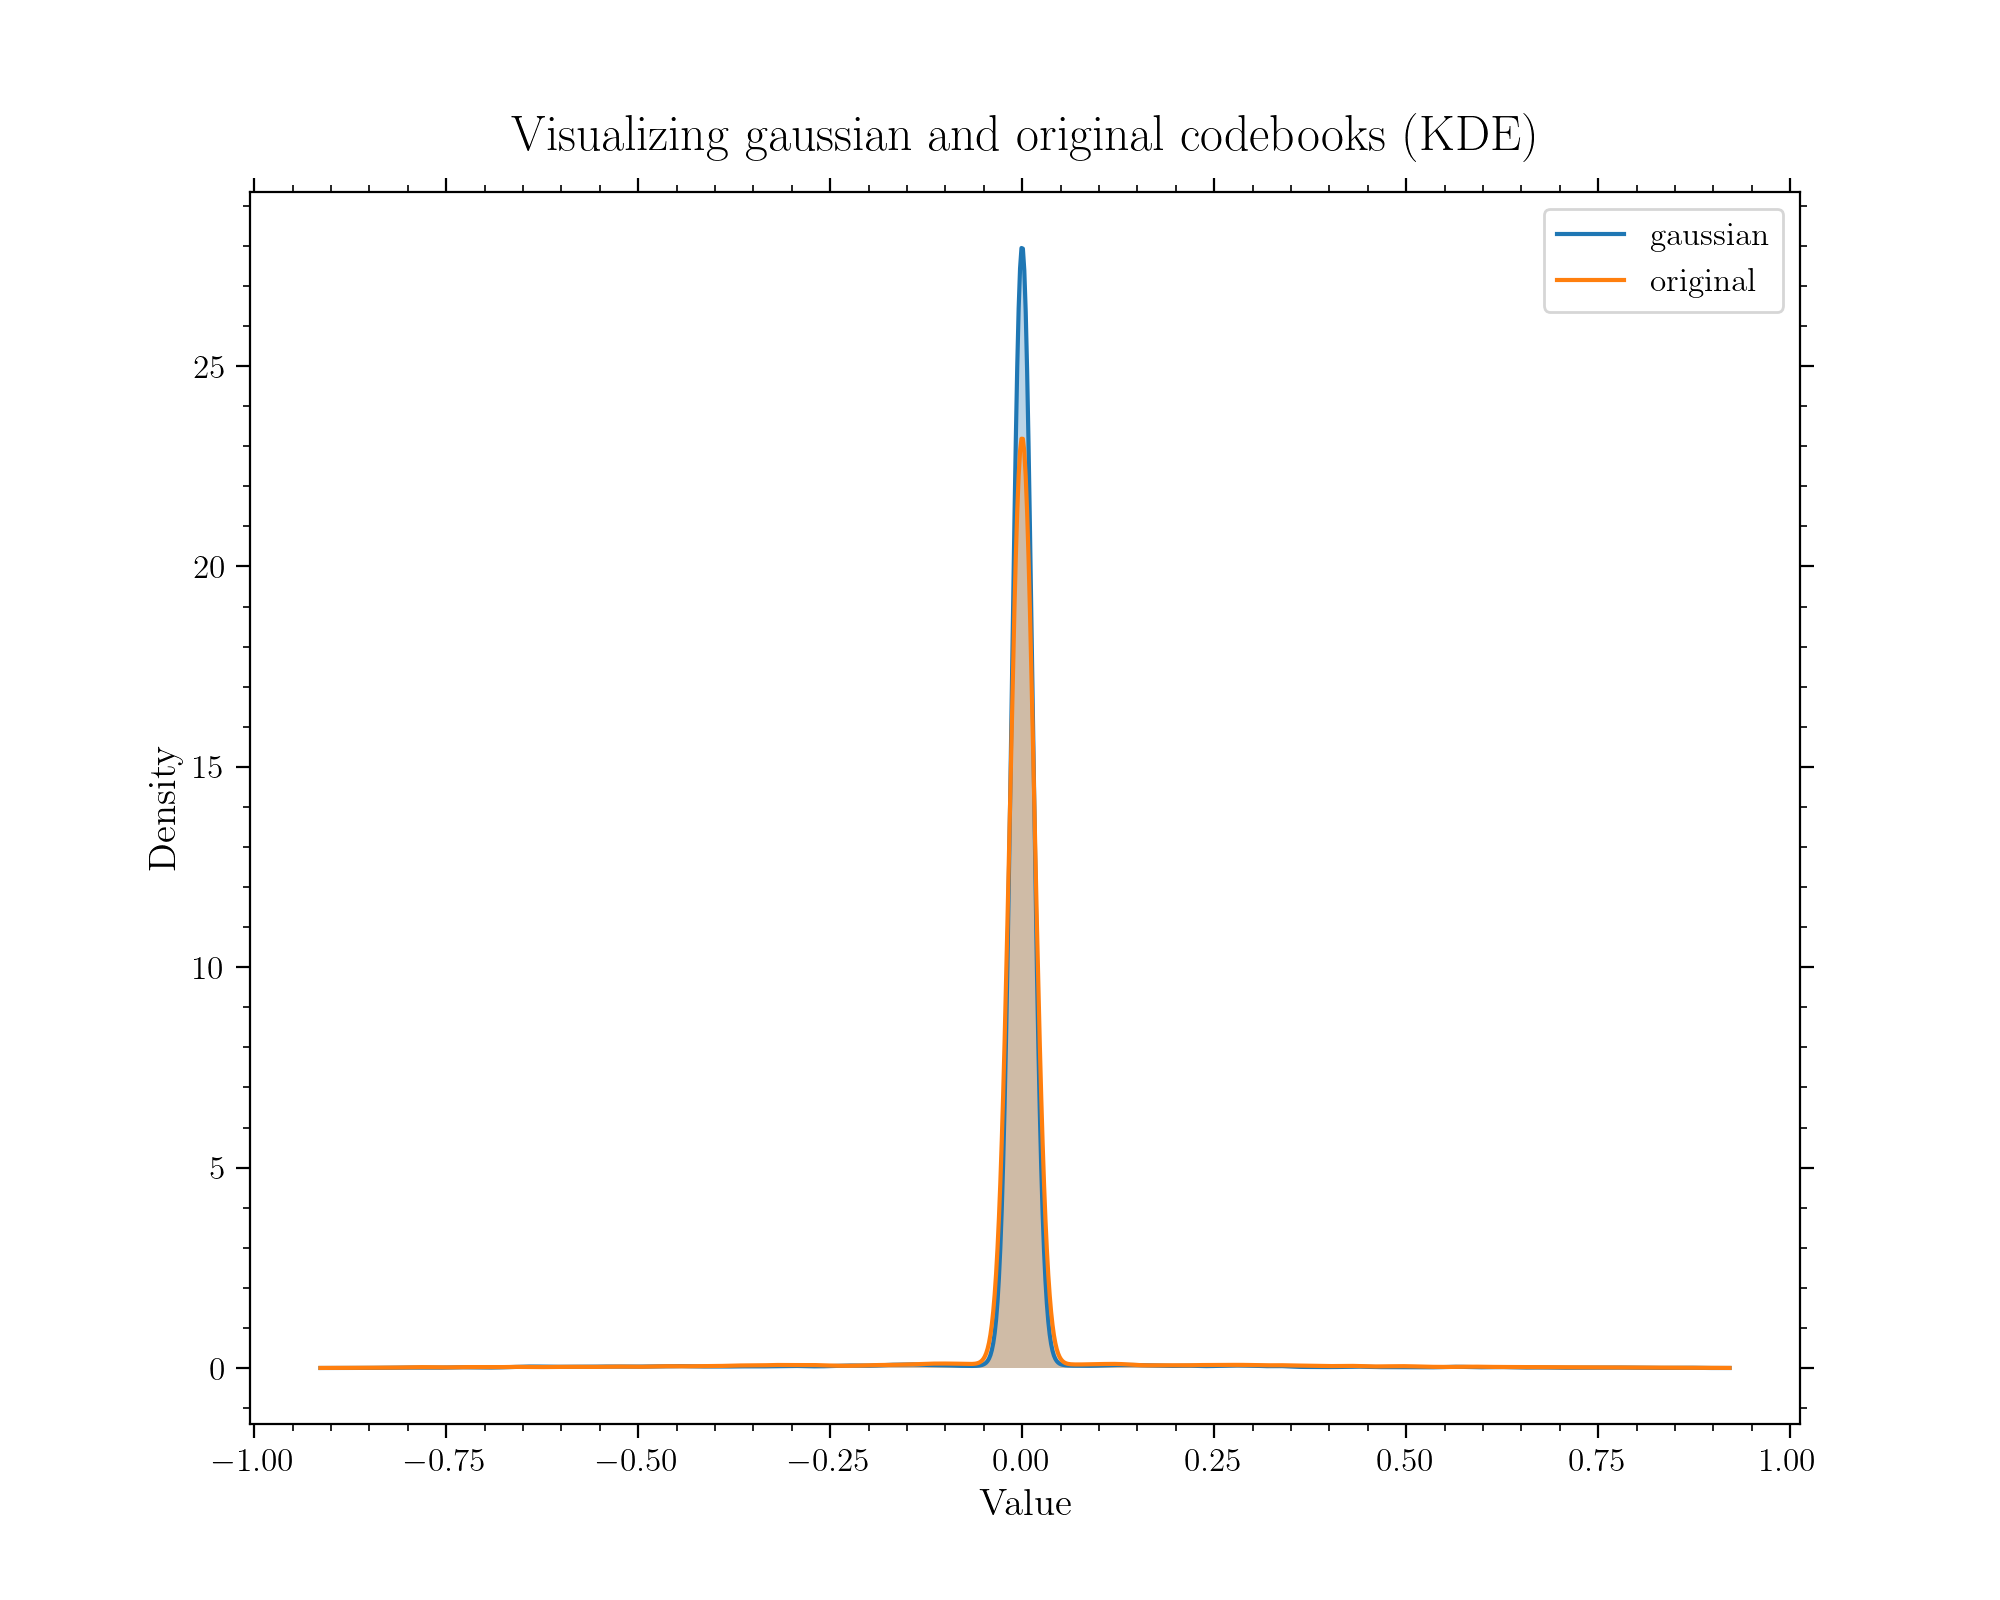 Visualizing gaussian and original codebooks (KDE)
gaussian
original
25
20
15
10
5
0
Density
−1.00 −0.75 −0.50 −0.25 0.00 0.25 0.50 0.75 1.00
Value